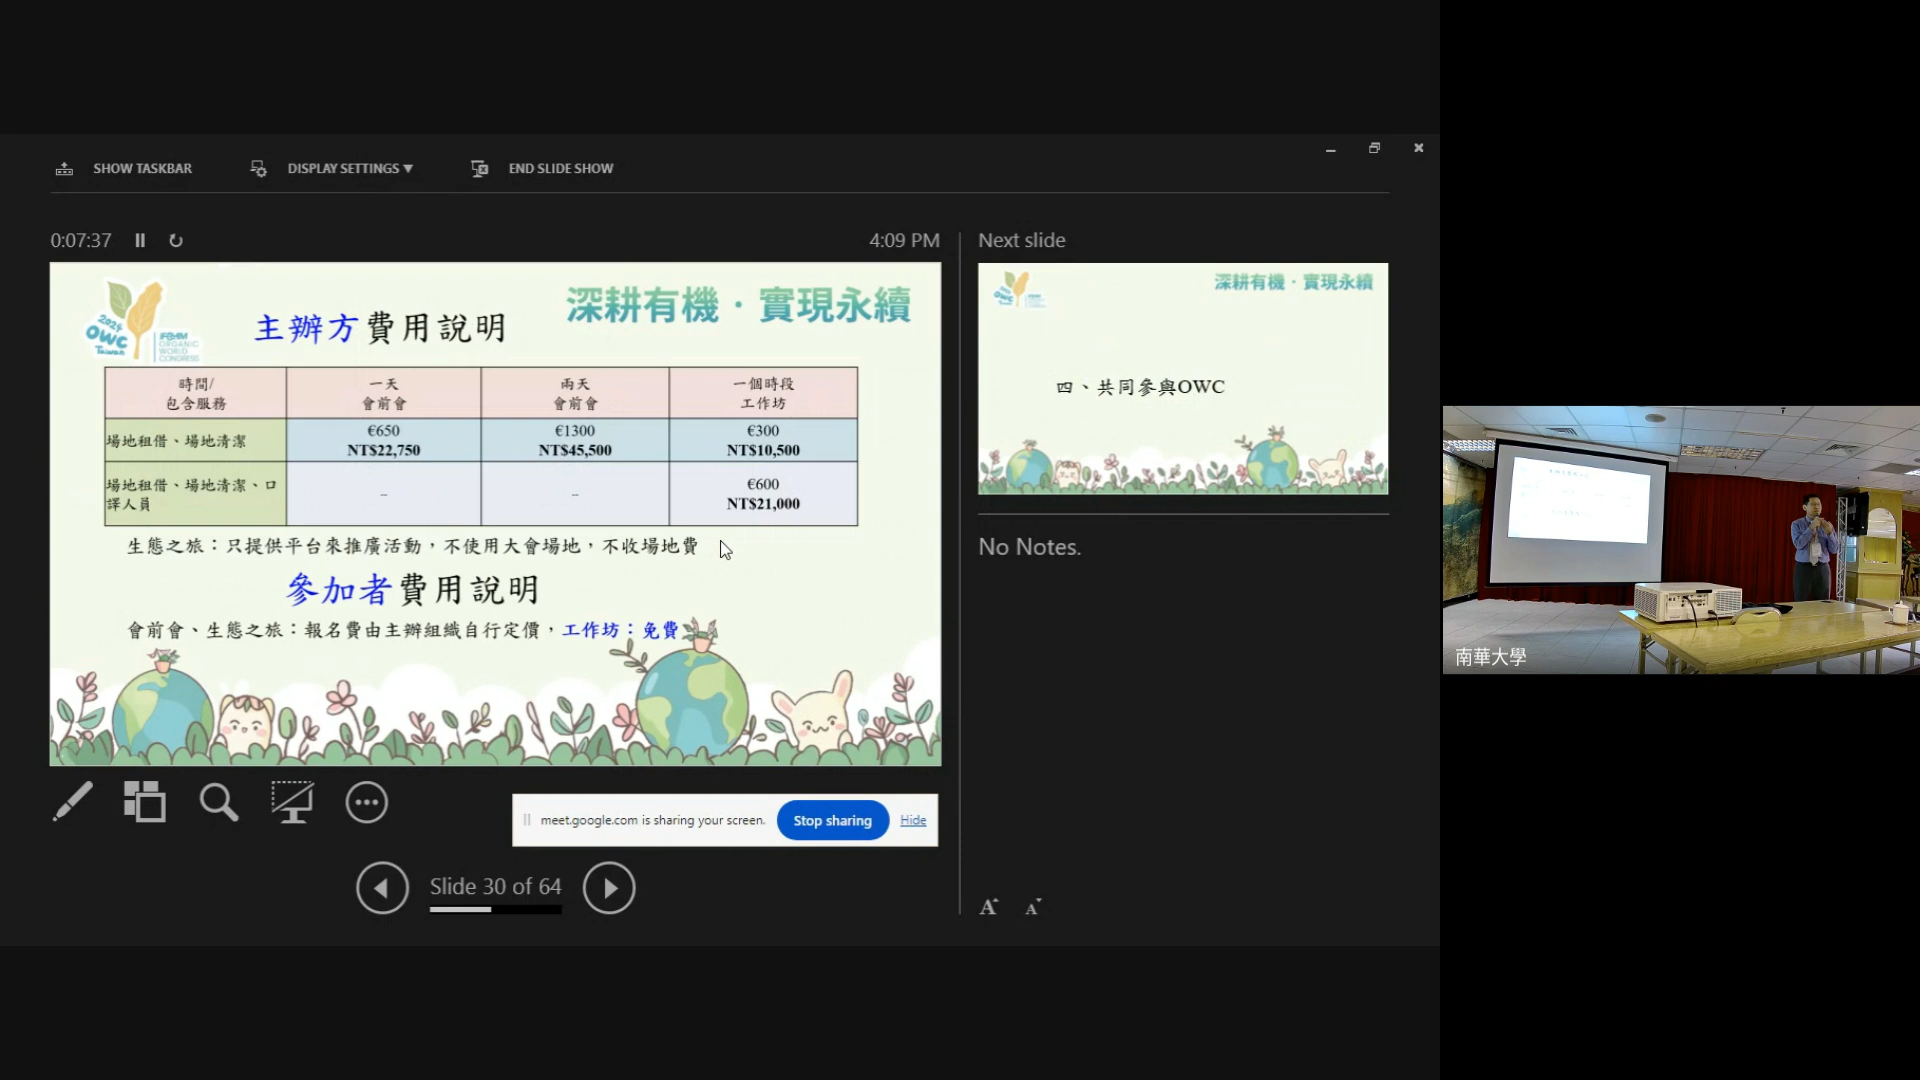 SHOW TASKBAR
DISPLAY SETTINGS ▼
END SLIDE SHOW
0:07:37
4:09 PM
2024
OWC
Taiwan
IFOAM
ORGANIC
WORLD
CONGRESS
主辦方費用說明
深耕有機・實現永續
時間/
包含服務
一天
會前會
兩天
會前會
一個時段
工作坊
場地租借、場地清潔
€650
NT$22,750
€1300
NT$45,500
€300
NT$10,500
場地租借、場地清潔、口
譯人員
–
–
€600
NT$21,000
生態之旅：只提供平台來推廣活動，不使用大會場地，不收場地費
參加者費用說明
會前會、生態之旅：報名費由主辦組織自行定價，工作坊：免費
meet.google.com is sharing your screen.
Stop sharing
Hide
Slide 30 of 64
Next slide
深耕有機・實現永續
四、共同參與OWC
No Notes.
A
A
南華大學